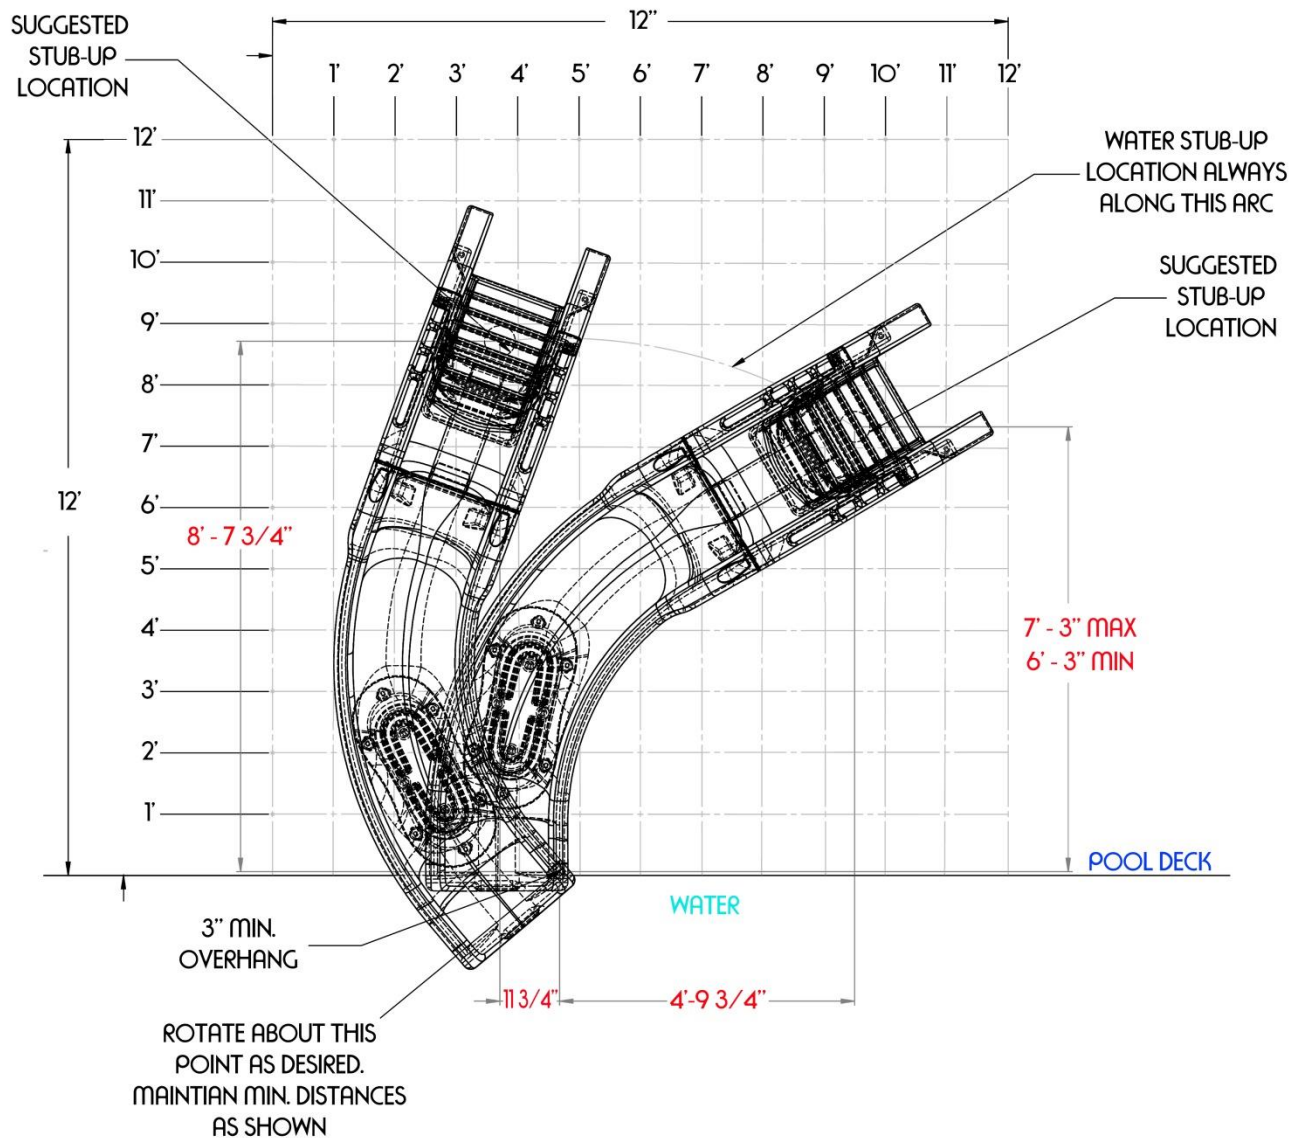 SUGGESTED
STUB-UP
LOCATION
12”
1’ 2’ 3’ 4’ 5’ 6’ 7’ 8’ 9’ 10’ 11’ 12’
12’
11’
10’
9’
8’
7’
6’
5’
4’
3’
2’
1’
12’
8’ - 7 3/4”
WATER STUB-UP
LOCATION ALWAYS
ALONG THIS ARC
SUGGESTED
STUB-UP
LOCATION
7’ - 3” MAX
6’ - 3” MIN
POOL DECK
WATER
3” MIN.
OVERHANG
11 3/4”
4’-9 3/4”
ROTATE ABOUT THIS
POINT AS DESIRED.
MAINTIAN MIN. DISTANCES
AS SHOWN